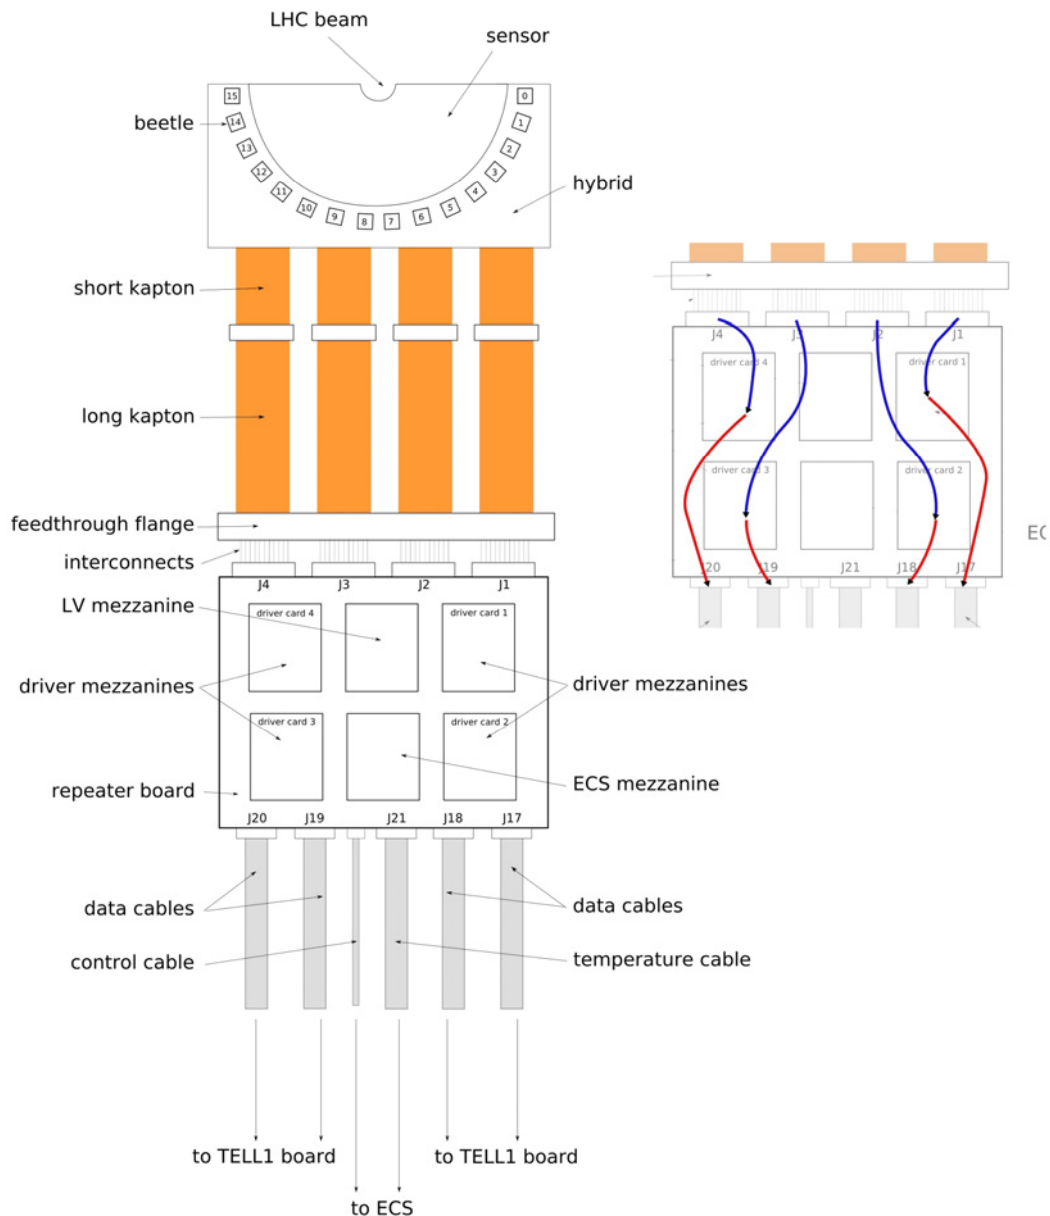 LHC beam
sensor
15
0
beetle
14
1
13
2
12
3
hybrid
11
4
10
5
9
8
7
6
short kapton
long kapton
feedthrough flange
interconnects
J4
J3
J2
J1
LV mezzanine
driver card 4
driver card 1
driver mezzanines
driver mezzanines
driver card 3
driver card 2
repeater board
ECS mezzanine
J20
J19
J21
J18
J17
data cables
data cables
control cable
temperature cable
to TELL1 board
to TELL1 board
to ECS
J4
J3
J2
J1
driver card 4
driver card 1
driver card 3
driver card 2
J20
J19
J21
J18
J17